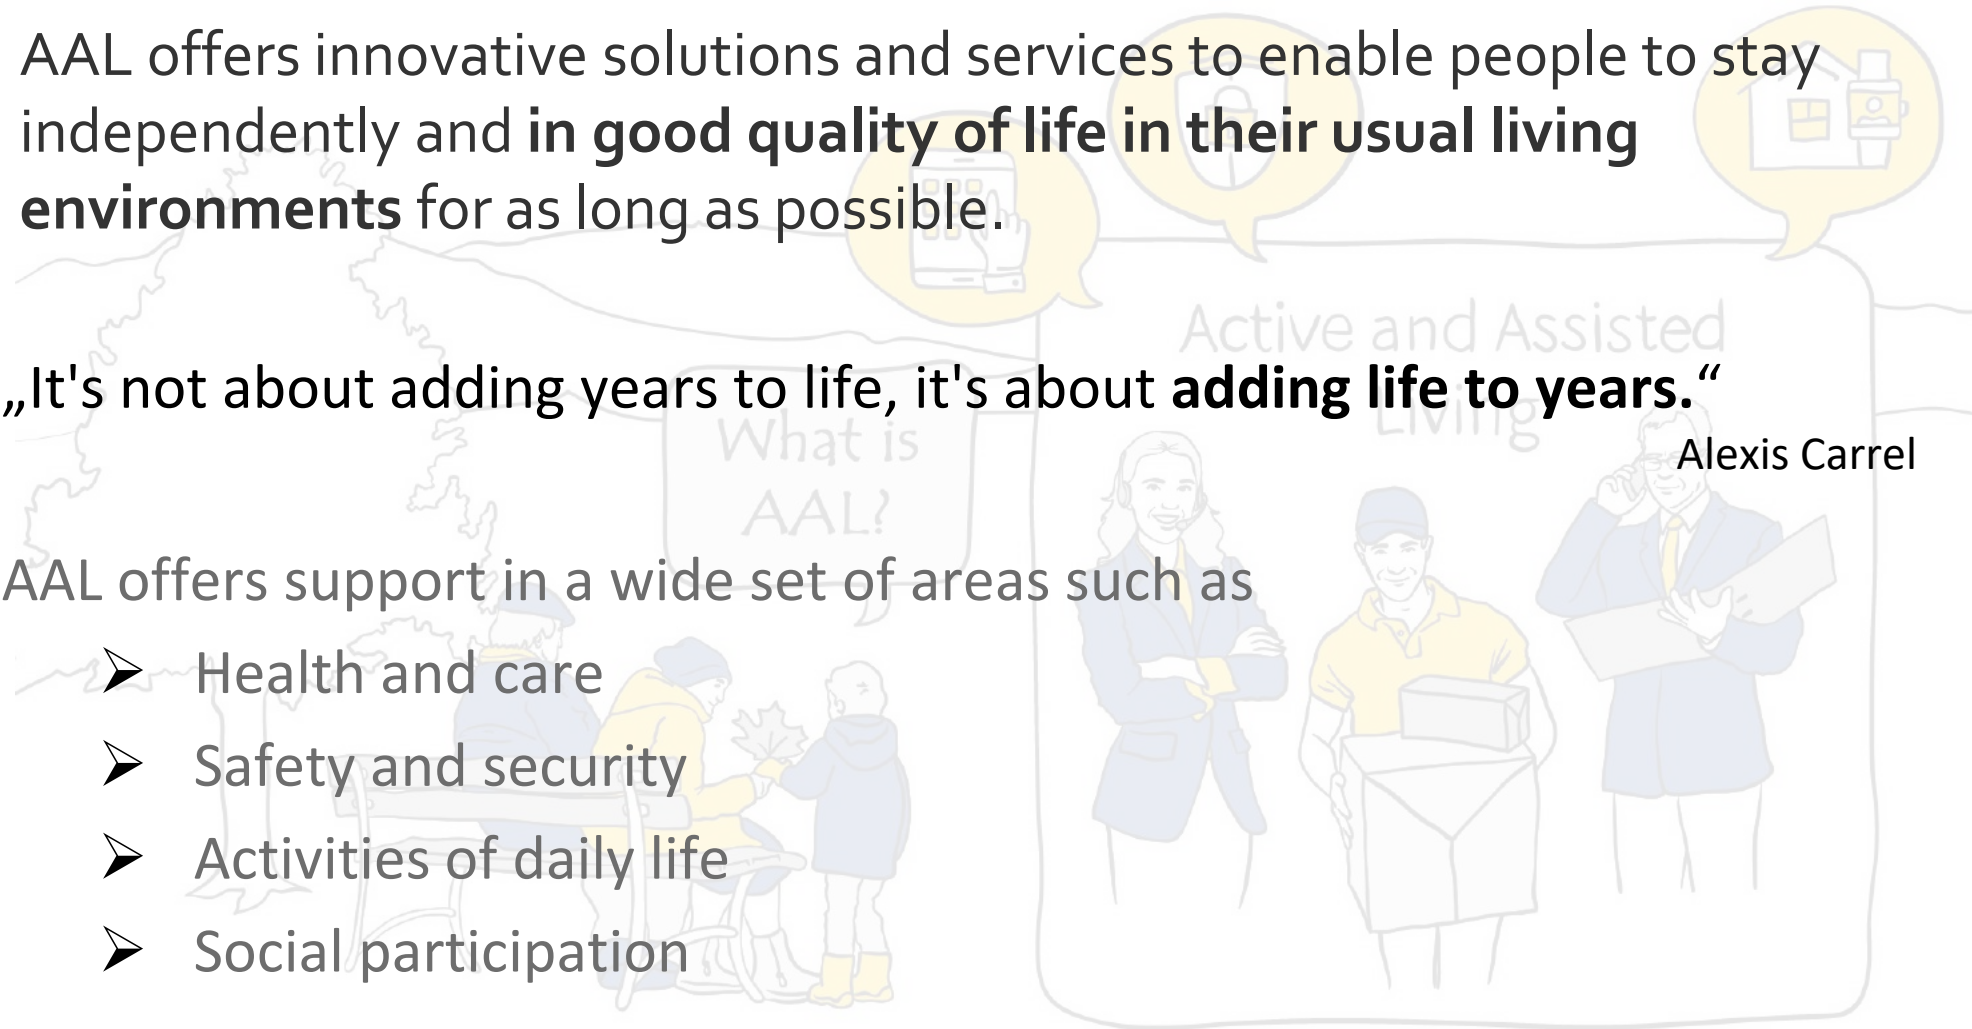 AAL offers innovative solutions and services to enable people to stay
independently and in good quality of life in their usual living
environments for as long as possible.
Active and Assisted
Living
„It's not about adding years to life, it's about adding life to years.“
Alexis Carrel
What is
AAL?
AAL offers support in a wide set of areas such as
➢ Health and care
➢ Safety and security
➢ Activities of daily life
➢ Social participation